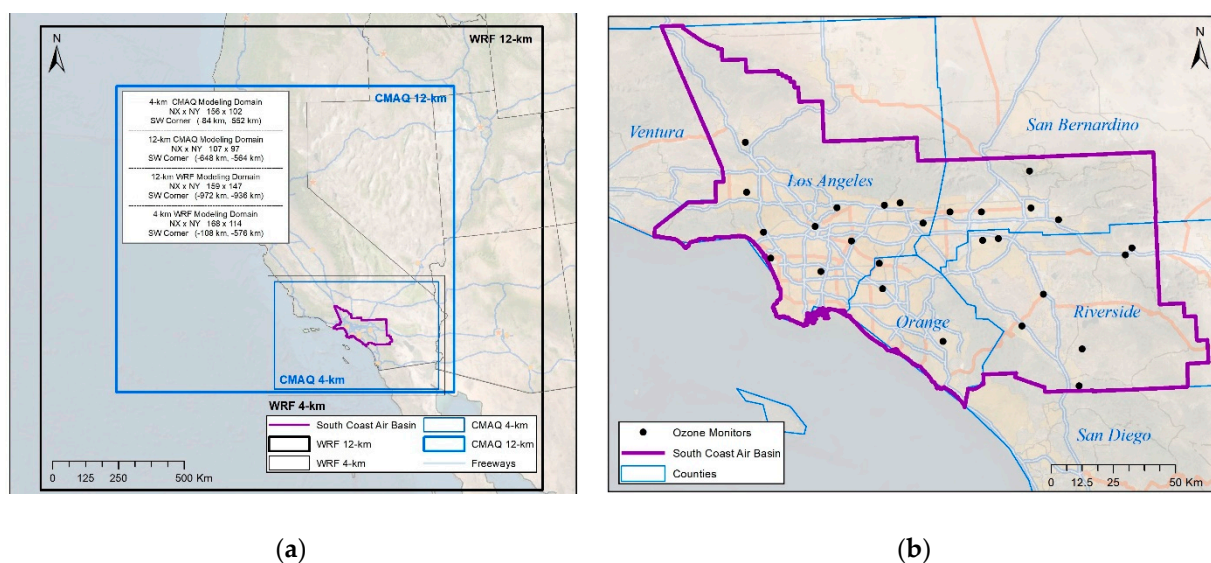 N
WRF 12-km
CMAQ 12-km
4-km CMAQ Modeling Domain
NX x NY 156 x 102
SW Corner ( 84 km, 552 km)
12-km CMAQ Modeling Domain
NX x NY 107 x 97
SW Corner (-648 km, -564 km)
12-km WRF Modeling Domain
NX x NY 159 x 147
SW Corner (-972 km, -936 km)
4 km WRF Modeling Domain
NX x NY 168 x 114
SW Corner (-108 km, -576 km)
CMAQ 4-km
WRF 4-km
South Coast Air Basin
CMAQ 4-km
WRF 12-km
CMAQ 12-km
WRF 4-km
Freeways
0 125 250 500 Km
(a)
N
Ventura
San Bernardino
Los Angeles
Orange
Riverside
San Diego
Ozone Monitors
South Coast Air Basin
Counties
0 12.5 25 50 Km
(b)